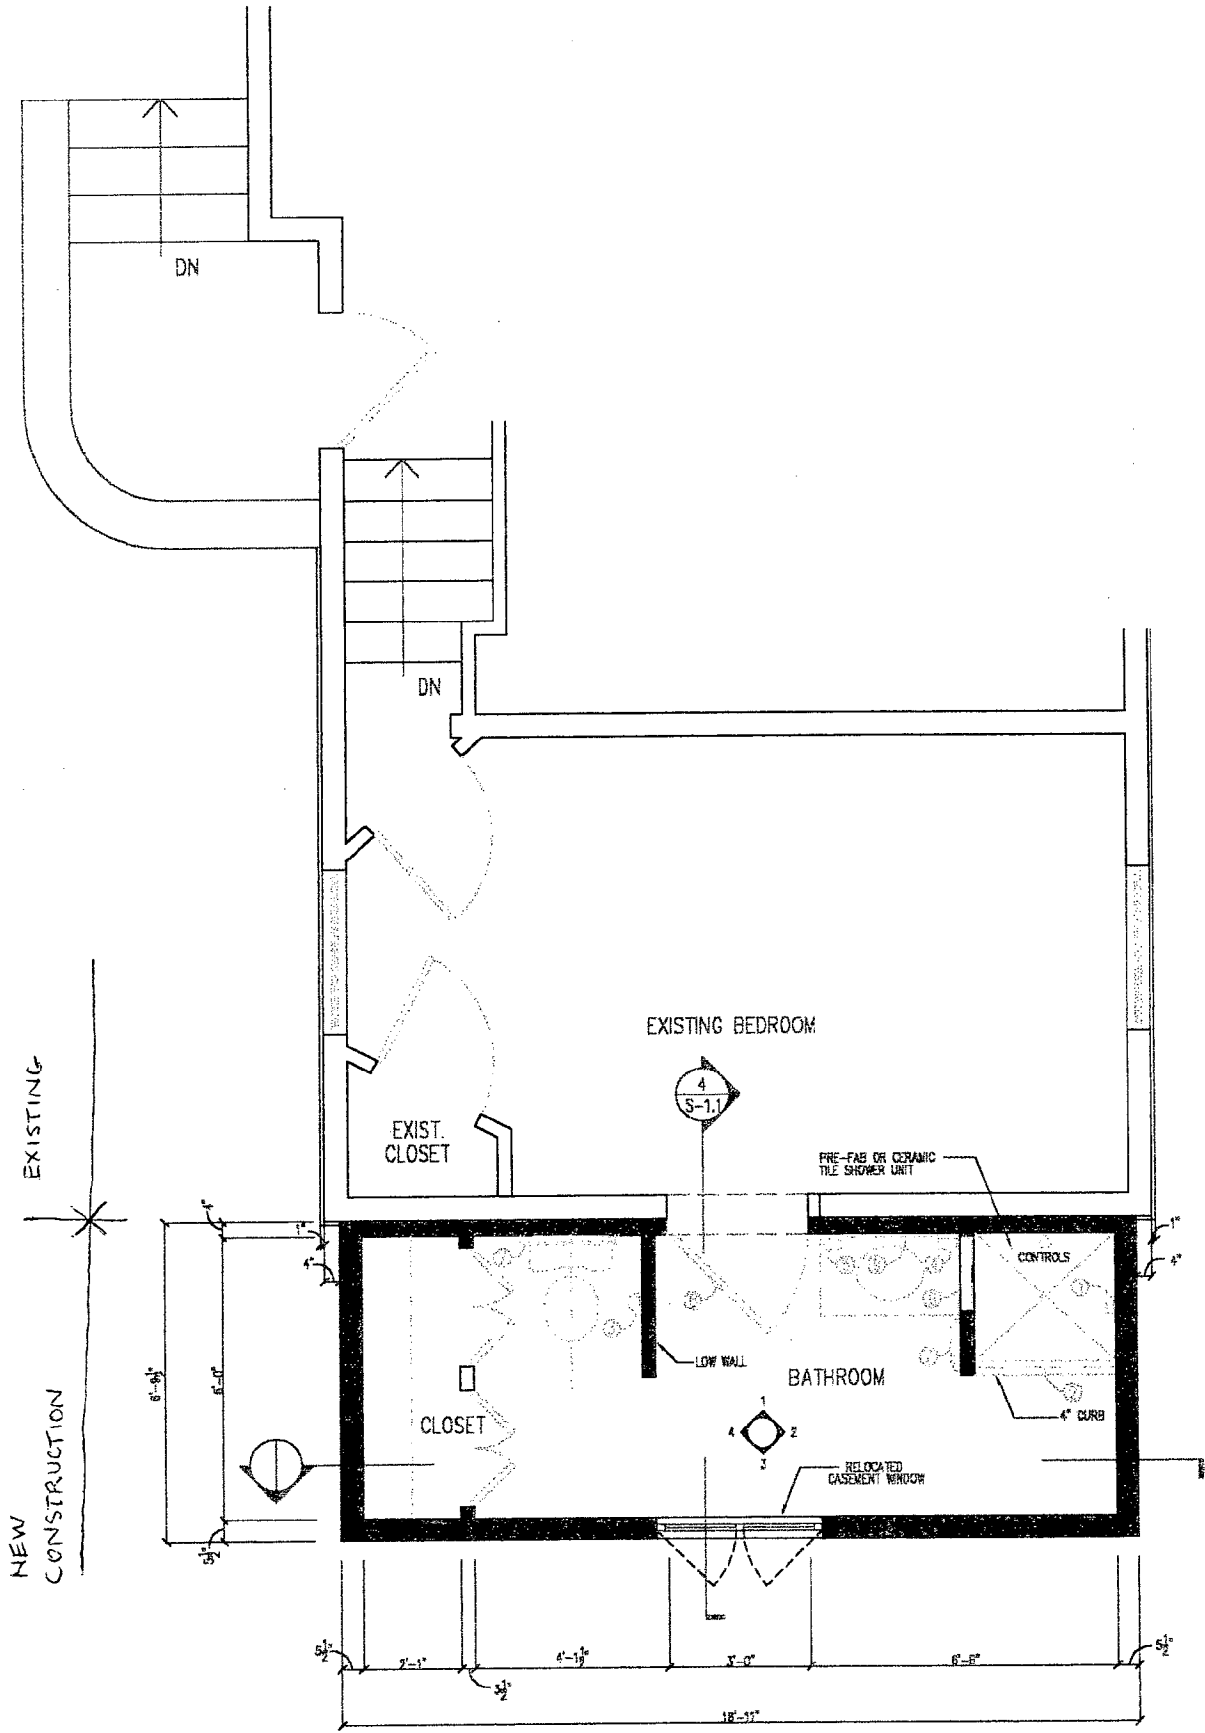 DN
DN
EXISTING BEDROOM
4
S-1.1
EXIST.
CLOSET
PRE-FAB OR CERAMIC
TILE SHOWER UNIT
CONTROLS
EXISTING
NEW
CONSTRUCTION
4"
1"
4"
1"
4"
LOW WALL
BATHROOM
4" CURB
CLOSET
1
4
2
3
RELOCATED
CASEMENT WINDOW
6'-0"
5½"
5½"
2'-1"
3½"
3'-0"
5½"